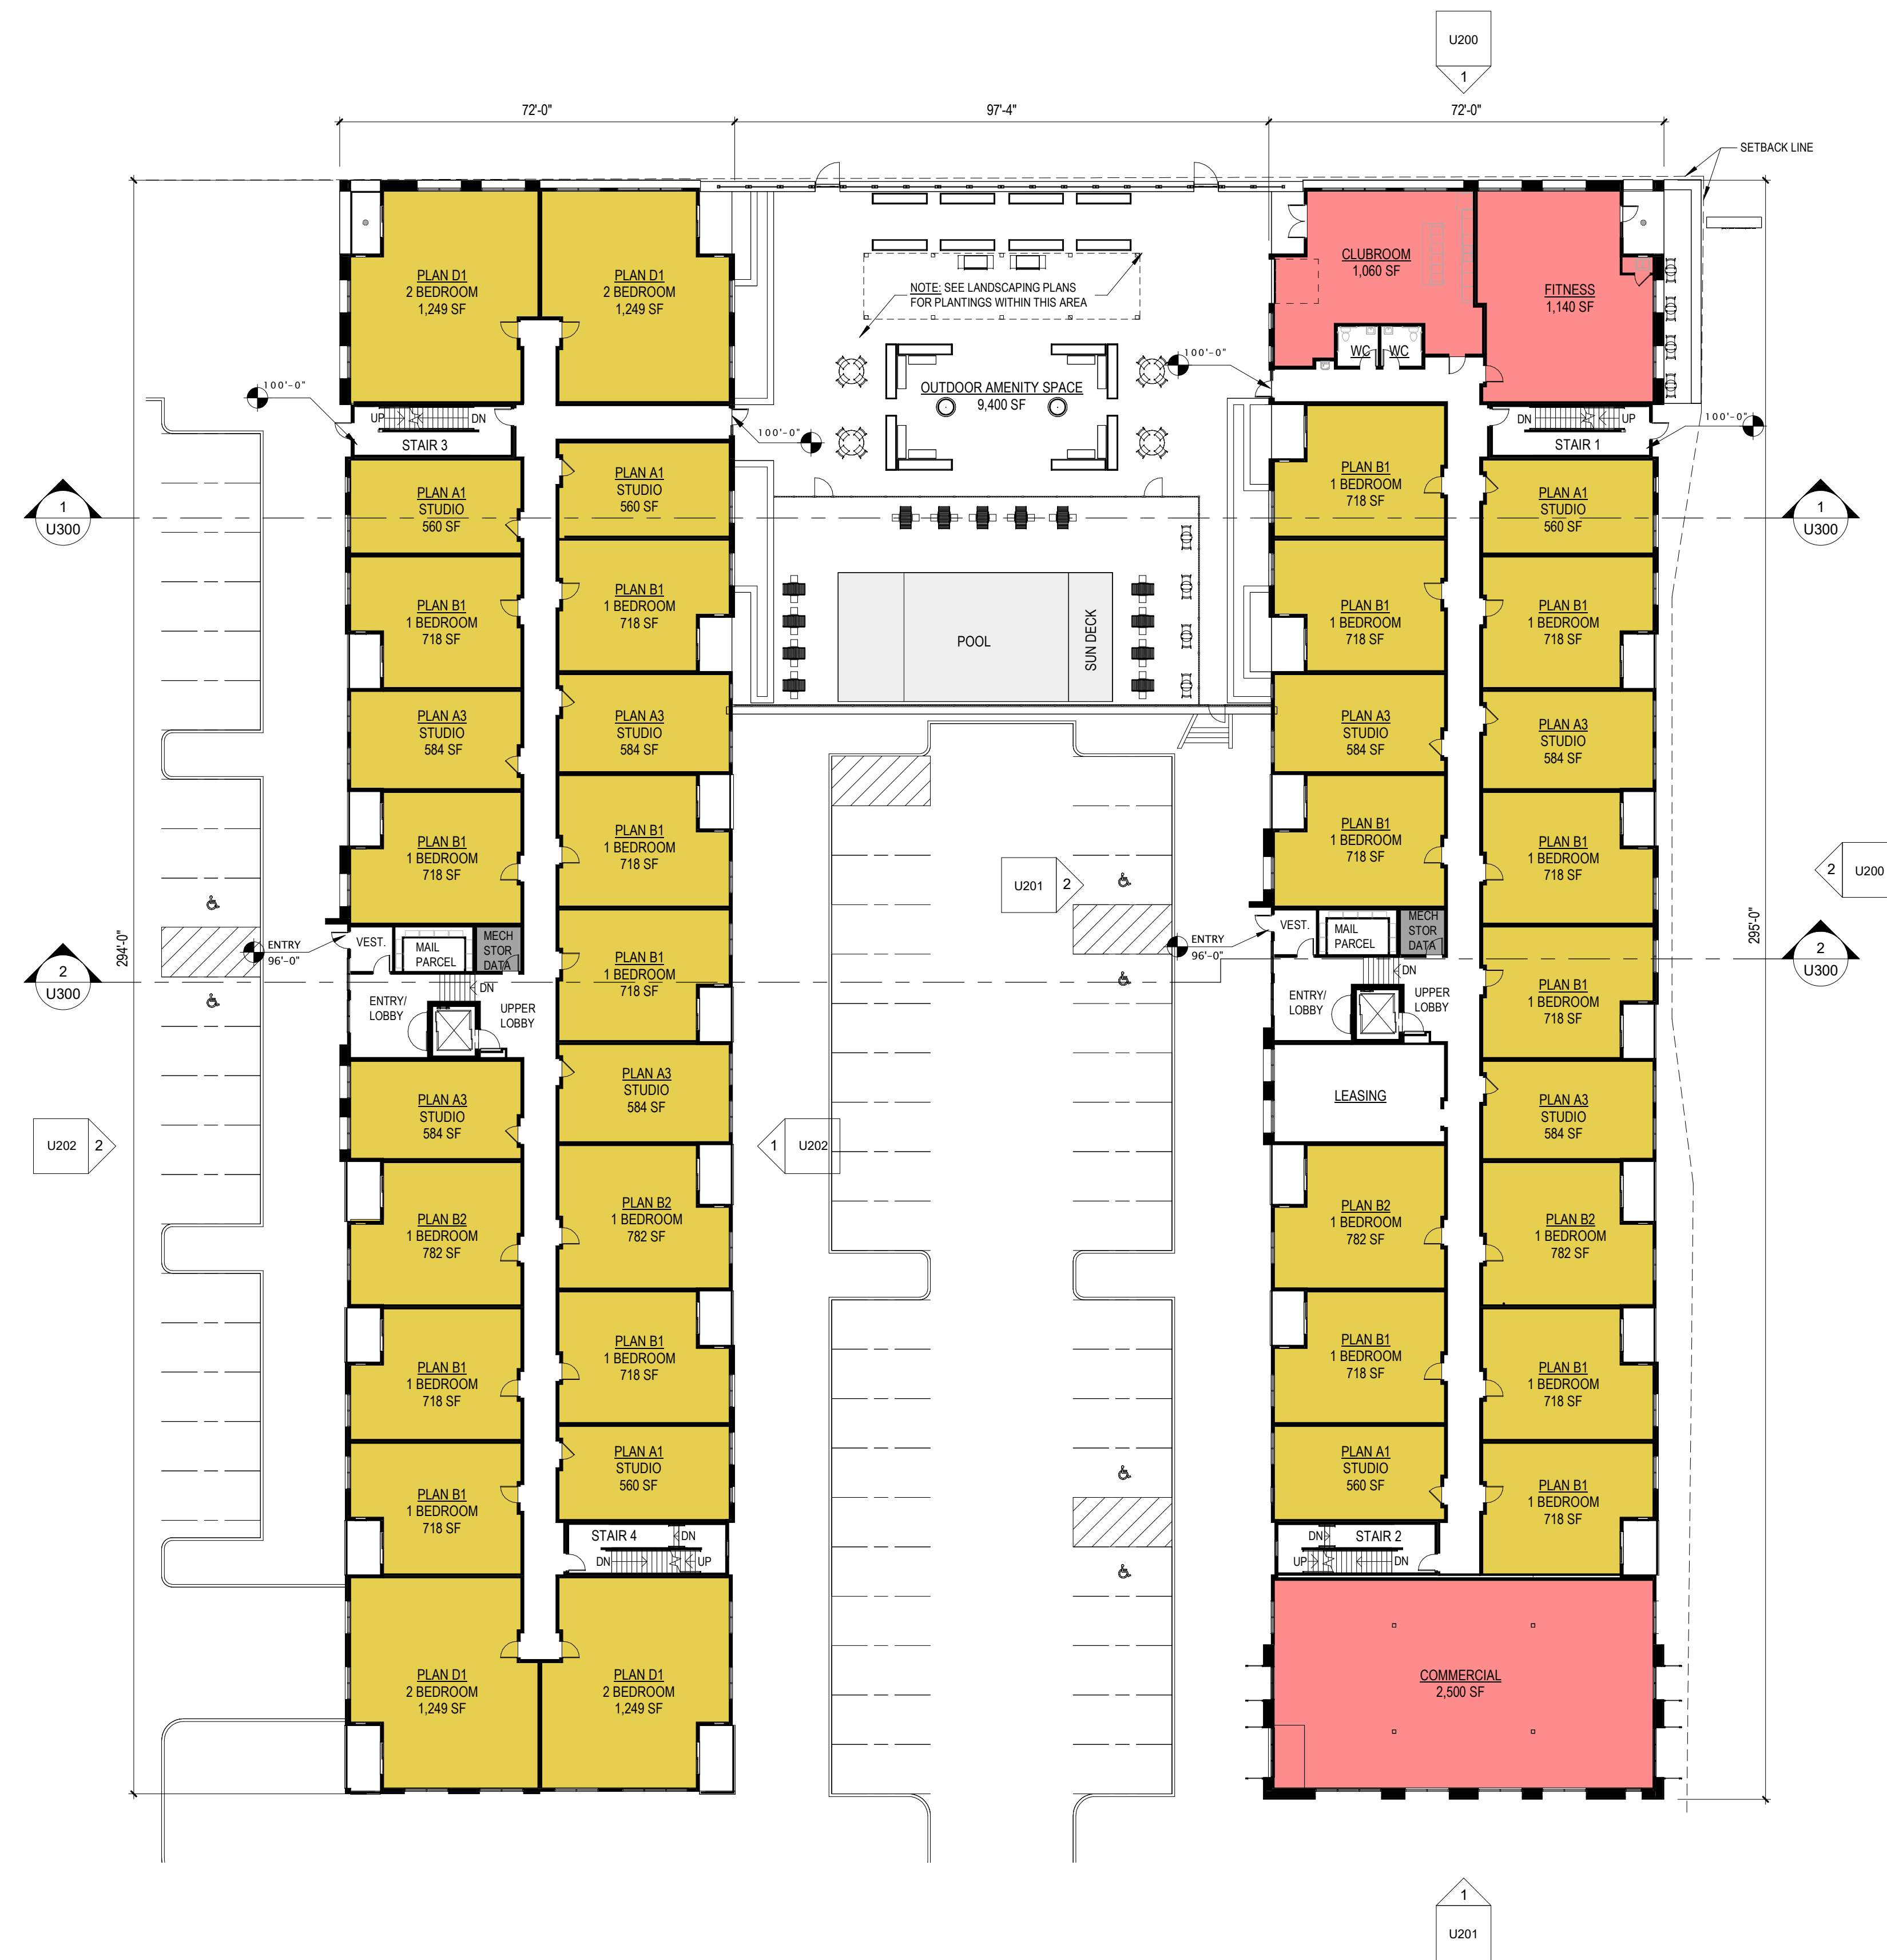 U200
1
72'-0"
97'-4"
72'-0"
SETBACK LINE
PLAN D1
2 BEDROOM
1,249 SF
PLAN D1
2 BEDROOM
1,249 SF
NOTE: SEE LANDSCAPING PLANS
FOR PLANTINGS WITHIN THIS AREA
CLUBROOM
1,060 SF
FITNESS
1,140 SF
WC
WC
100'-0"
OUTDOOR AMENITY SPACE
9,400 SF
100'-0"
UP
DN
STAIR 3
100'-0"
DN
UP
STAIR 1
100'-0"
1
U300
PLAN A1
STUDIO
560 SF
PLAN A1
STUDIO
560 SF
PLAN B1
1 BEDROOM
718 SF
PLAN A1
STUDIO
560 SF
1
U300
PLAN B1
1 BEDROOM
718 SF
PLAN B1
1 BEDROOM
718 SF
POOL
SUN DECK
PLAN B1
1 BEDROOM
718 SF
PLAN B1
1 BEDROOM
718 SF
PLAN A3
STUDIO
584 SF
PLAN A3
STUDIO
584 SF
PLAN A3
STUDIO
584 SF
PLAN A3
STUDIO
584 SF
PLAN B1
1 BEDROOM
718 SF
PLAN B1
1 BEDROOM
718 SF
U201
2
PLAN B1
1 BEDROOM
718 SF
PLAN B1
1 BEDROOM
718 SF
2
U200
294'-0"
295'-0"
2
U300
ENTRY
96'-0"
VEST.
MAIL
PARCEL
MECH
STOR
DATA
DN
ENTRY/
LOBBY
UPPER
LOBBY
PLAN B1
1 BEDROOM
718 SF
ENTRY
96'-0"
VEST.
MAIL
PARCEL
MECH
STOR
DATA
DN
ENTRY/
LOBBY
UPPER
LOBBY
PLAN B1
1 BEDROOM
718 SF
2
U300
U202
2
PLAN A3
STUDIO
584 SF
PLAN A3
STUDIO
584 SF
1
U202
LEASING
PLAN A3
STUDIO
584 SF
PLAN B2
1 BEDROOM
782 SF
PLAN B2
1 BEDROOM
782 SF
PLAN B2
1 BEDROOM
782 SF
PLAN B2
1 BEDROOM
782 SF
PLAN B1
1 BEDROOM
718 SF
PLAN B1
1 BEDROOM
718 SF
PLAN B1
1 BEDROOM
718 SF
PLAN B1
1 BEDROOM
718 SF
PLAN B1
1 BEDROOM
718 SF
PLAN A1
STUDIO
560 SF
PLAN A1
STUDIO
560 SF
PLAN B1
1 BEDROOM
718 SF
STAIR 4
DN
DN
UP
DN
STAIR 2
UP
DN
PLAN D1
2 BEDROOM
1,249 SF
PLAN D1
2 BEDROOM
1,249 SF
COMMERCIAL
2,500 SF
1
U201